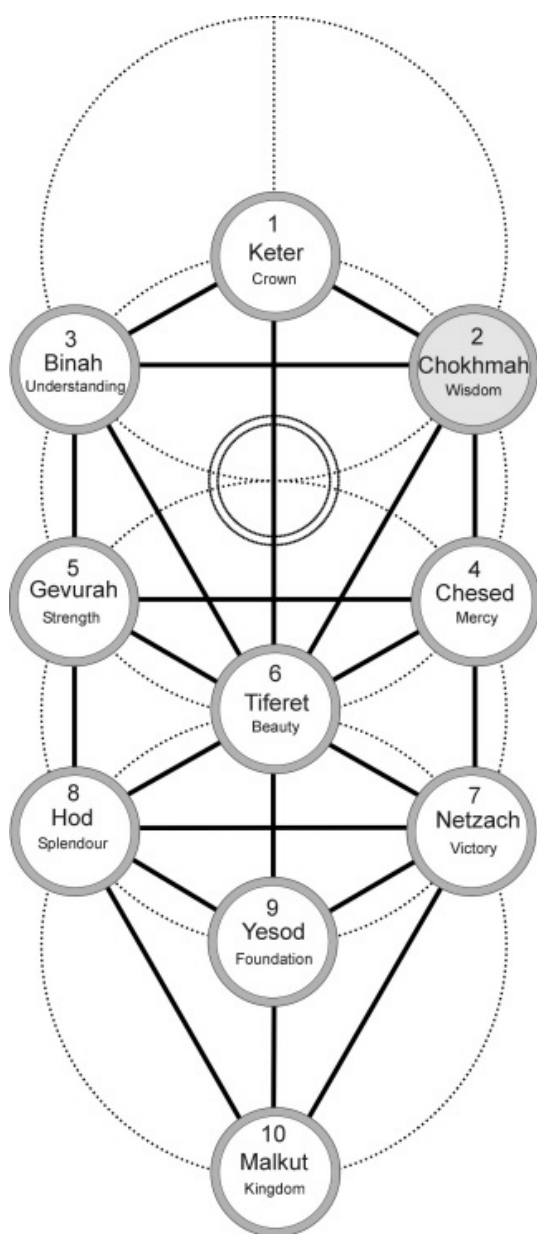 1
Keter
Crown
3
Binah
Understanding
2
Chokhmah
Wisdom
5
Gevurah
Strength
4
Chesed
Mercy
6
Tiferet
Beauty
8
Hod
Splendour
7
Netzach
Victory
9
Yesod
Foundation
10
Malkut
Kingdom